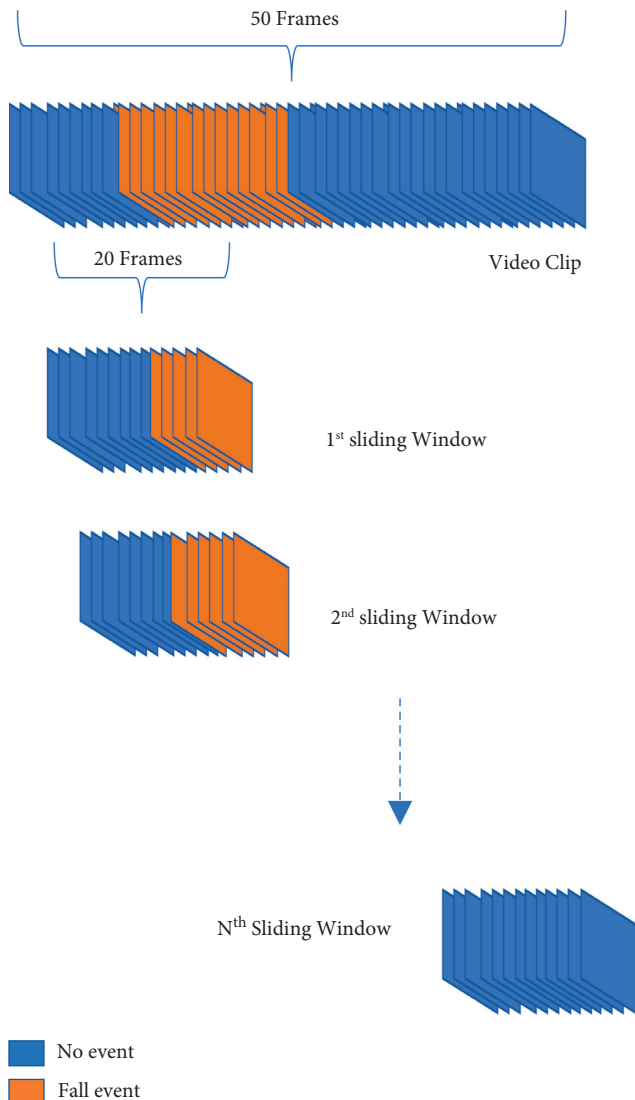 50 Frames
20 Frames
Video Clip
1st sliding Window
2nd sliding Window
Nth Sliding Window
No event
Fall event